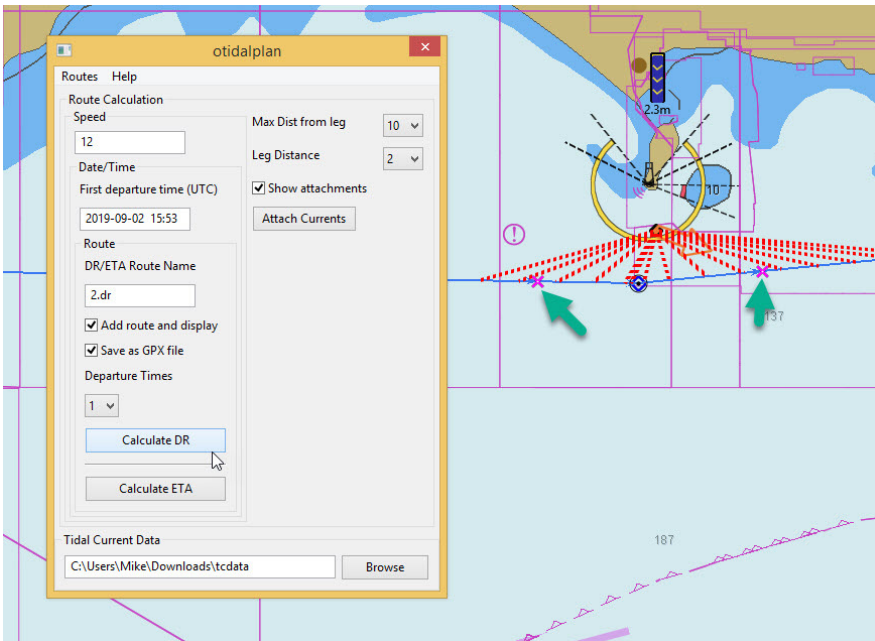 otidalplan
Routes Help
Route Calculation
Speed
12
Date/Time
First departure time (UTC)
2019-09-02 15:53
Route
DR/ETA Route Name
2.dr
Add route and display
Save as GPX file
Departure Times
1
Calculate DR
Calculate ETA
Max Dist from leg
10
Leg Distance
2
Show attachments
Attach Currents
Tidal Current Data
C:\Users\Mike\Downloads\tcdata
Browse
2.3m
10
137
187